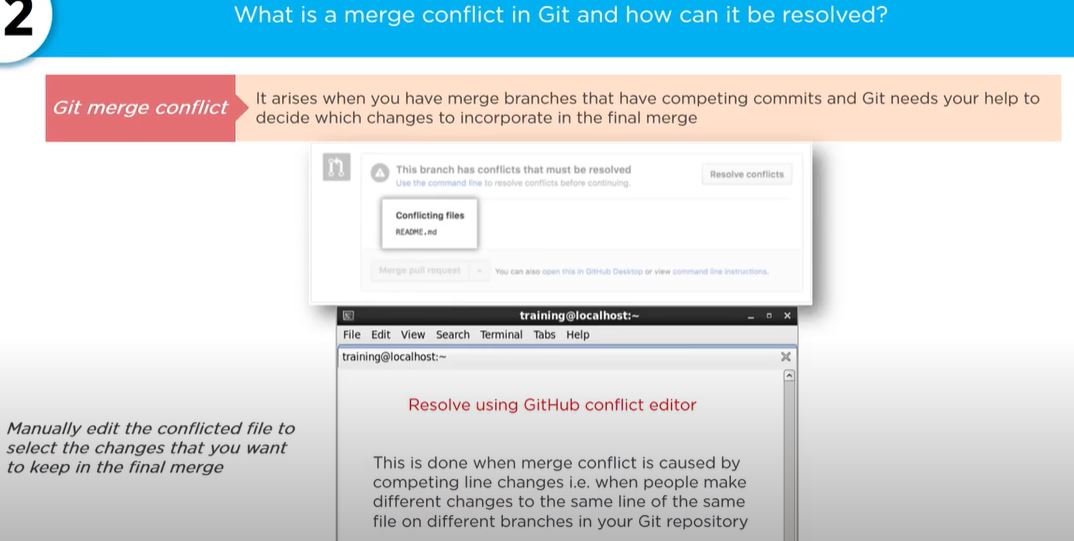 2
What is a merge conflict in Git and how can it be resolved?
Git merge conflict
It arises when you have merge branches that have competing commits and Git needs your help to
decide which changes to incorporate in the final merge
This branch has conflicts that must be resolved
Use the command line to resolve conflicts before continuing.
Resolve conflicts
Conflicting files
README.md
Merge pull request
You can also open this in GitHub Desktop or view command line instructions.
training@localhost:~
File Edit View Search Terminal Tabs Help
training@localhost:~
Resolve using GitHub conflict editor
Manually edit the conflicted file to
select the changes that you want
to keep in the final merge
This is done when merge conflict is caused by
competing line changes i.e. when people make
different changes to the same line of the same
file on different branches in your Git repository